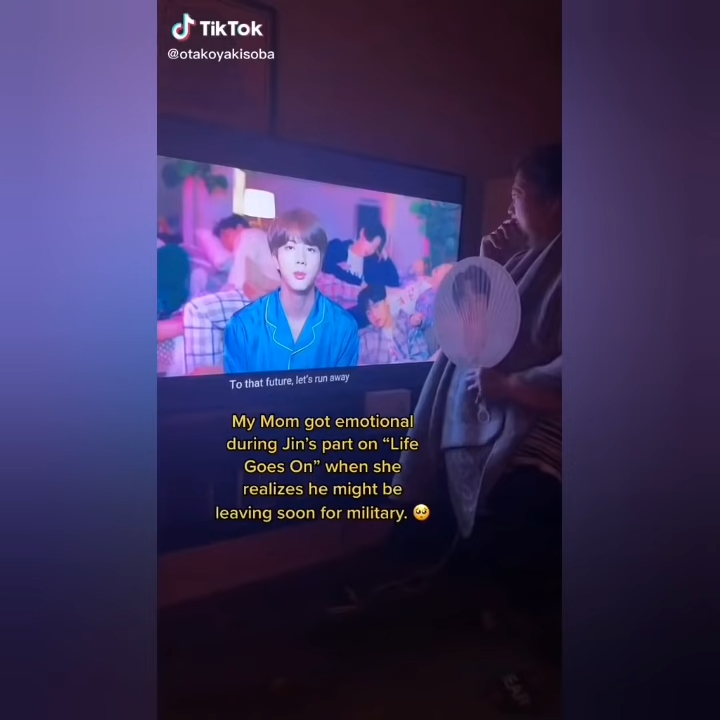 TikTok
@otakoyakisoba
To that future, let's run away
My Mom got emotional
during Jin's part on “Life
Goes On” when she
realizes he might be
leaving soon for military. 🥺